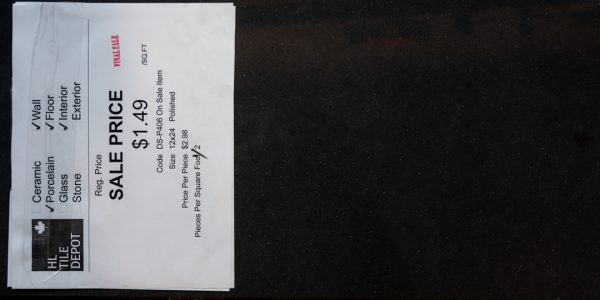 HL
TILE
DEPOT
Ceramic ✓Wall
✓Porcelain ✓Floor
Glass ✓Interior
Stone Exterior
Reg. Price
SALE PRICE
FINAL SALE
$1.49 /SQ.FT
Code DS-P406 On Sale Item
Size 12x24 Polished
Price Per Piece $2.98
Pieces Per Square Foot/2